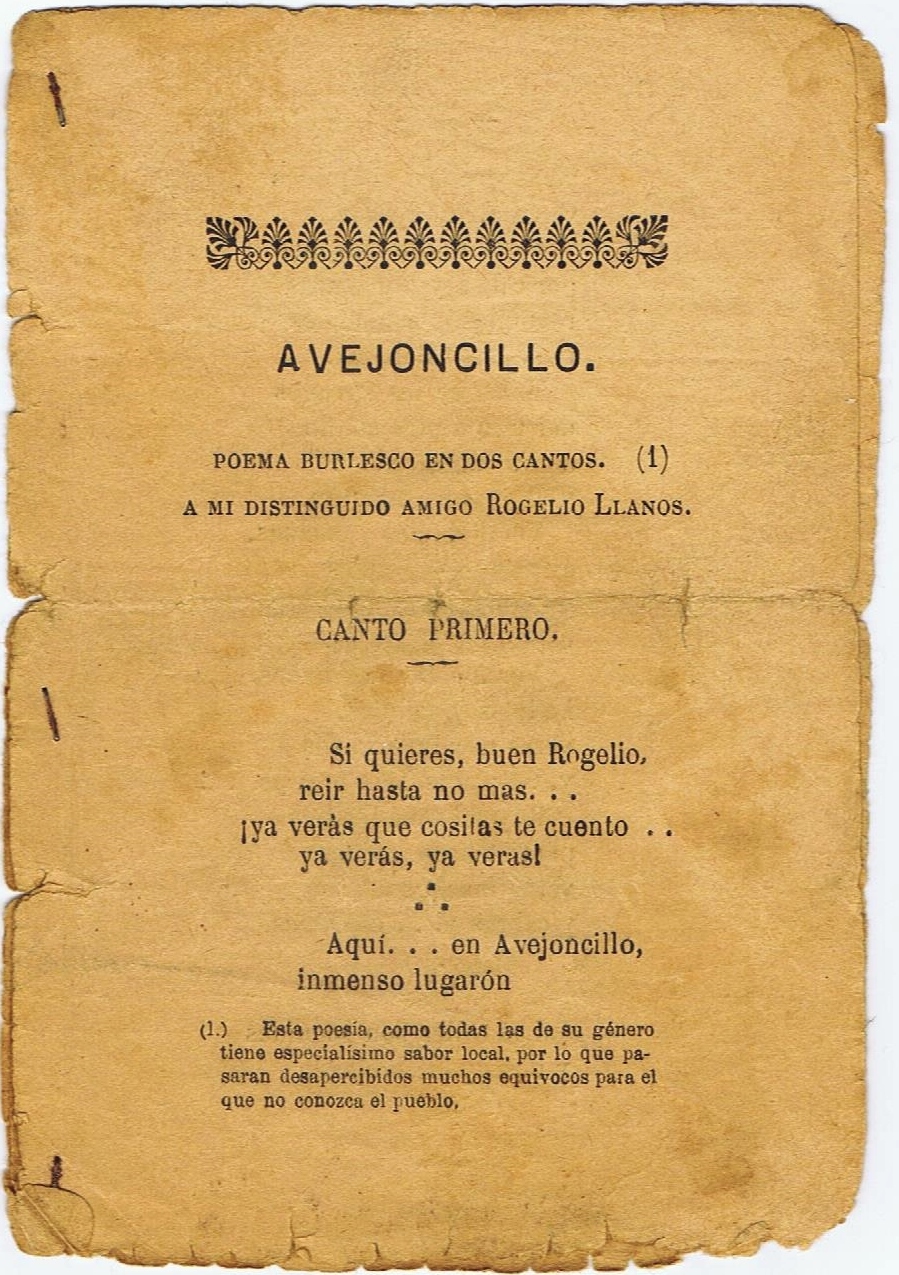 AVEJONCILLO.
POEMA BURLESCO EN DOS CANTOS. (1)
A MI DISTINGUIDO AMIGO ROGELIO LLANOS.
CANTO PRIMERO.
Si quieres, buen Rogelio,
reir hasta no mas. . .
¡ya veràs que cositas te cuento . .
ya verás, ya veras!
Aquí. . . en Avejoncillo,
inmenso lugarón
(1.) Esta poesía, como todas las de su género
tiene especialísimo sabor local, por lo que pa-
saran desapercibidos muchos equivocos para el
que no conozca el pueblo,